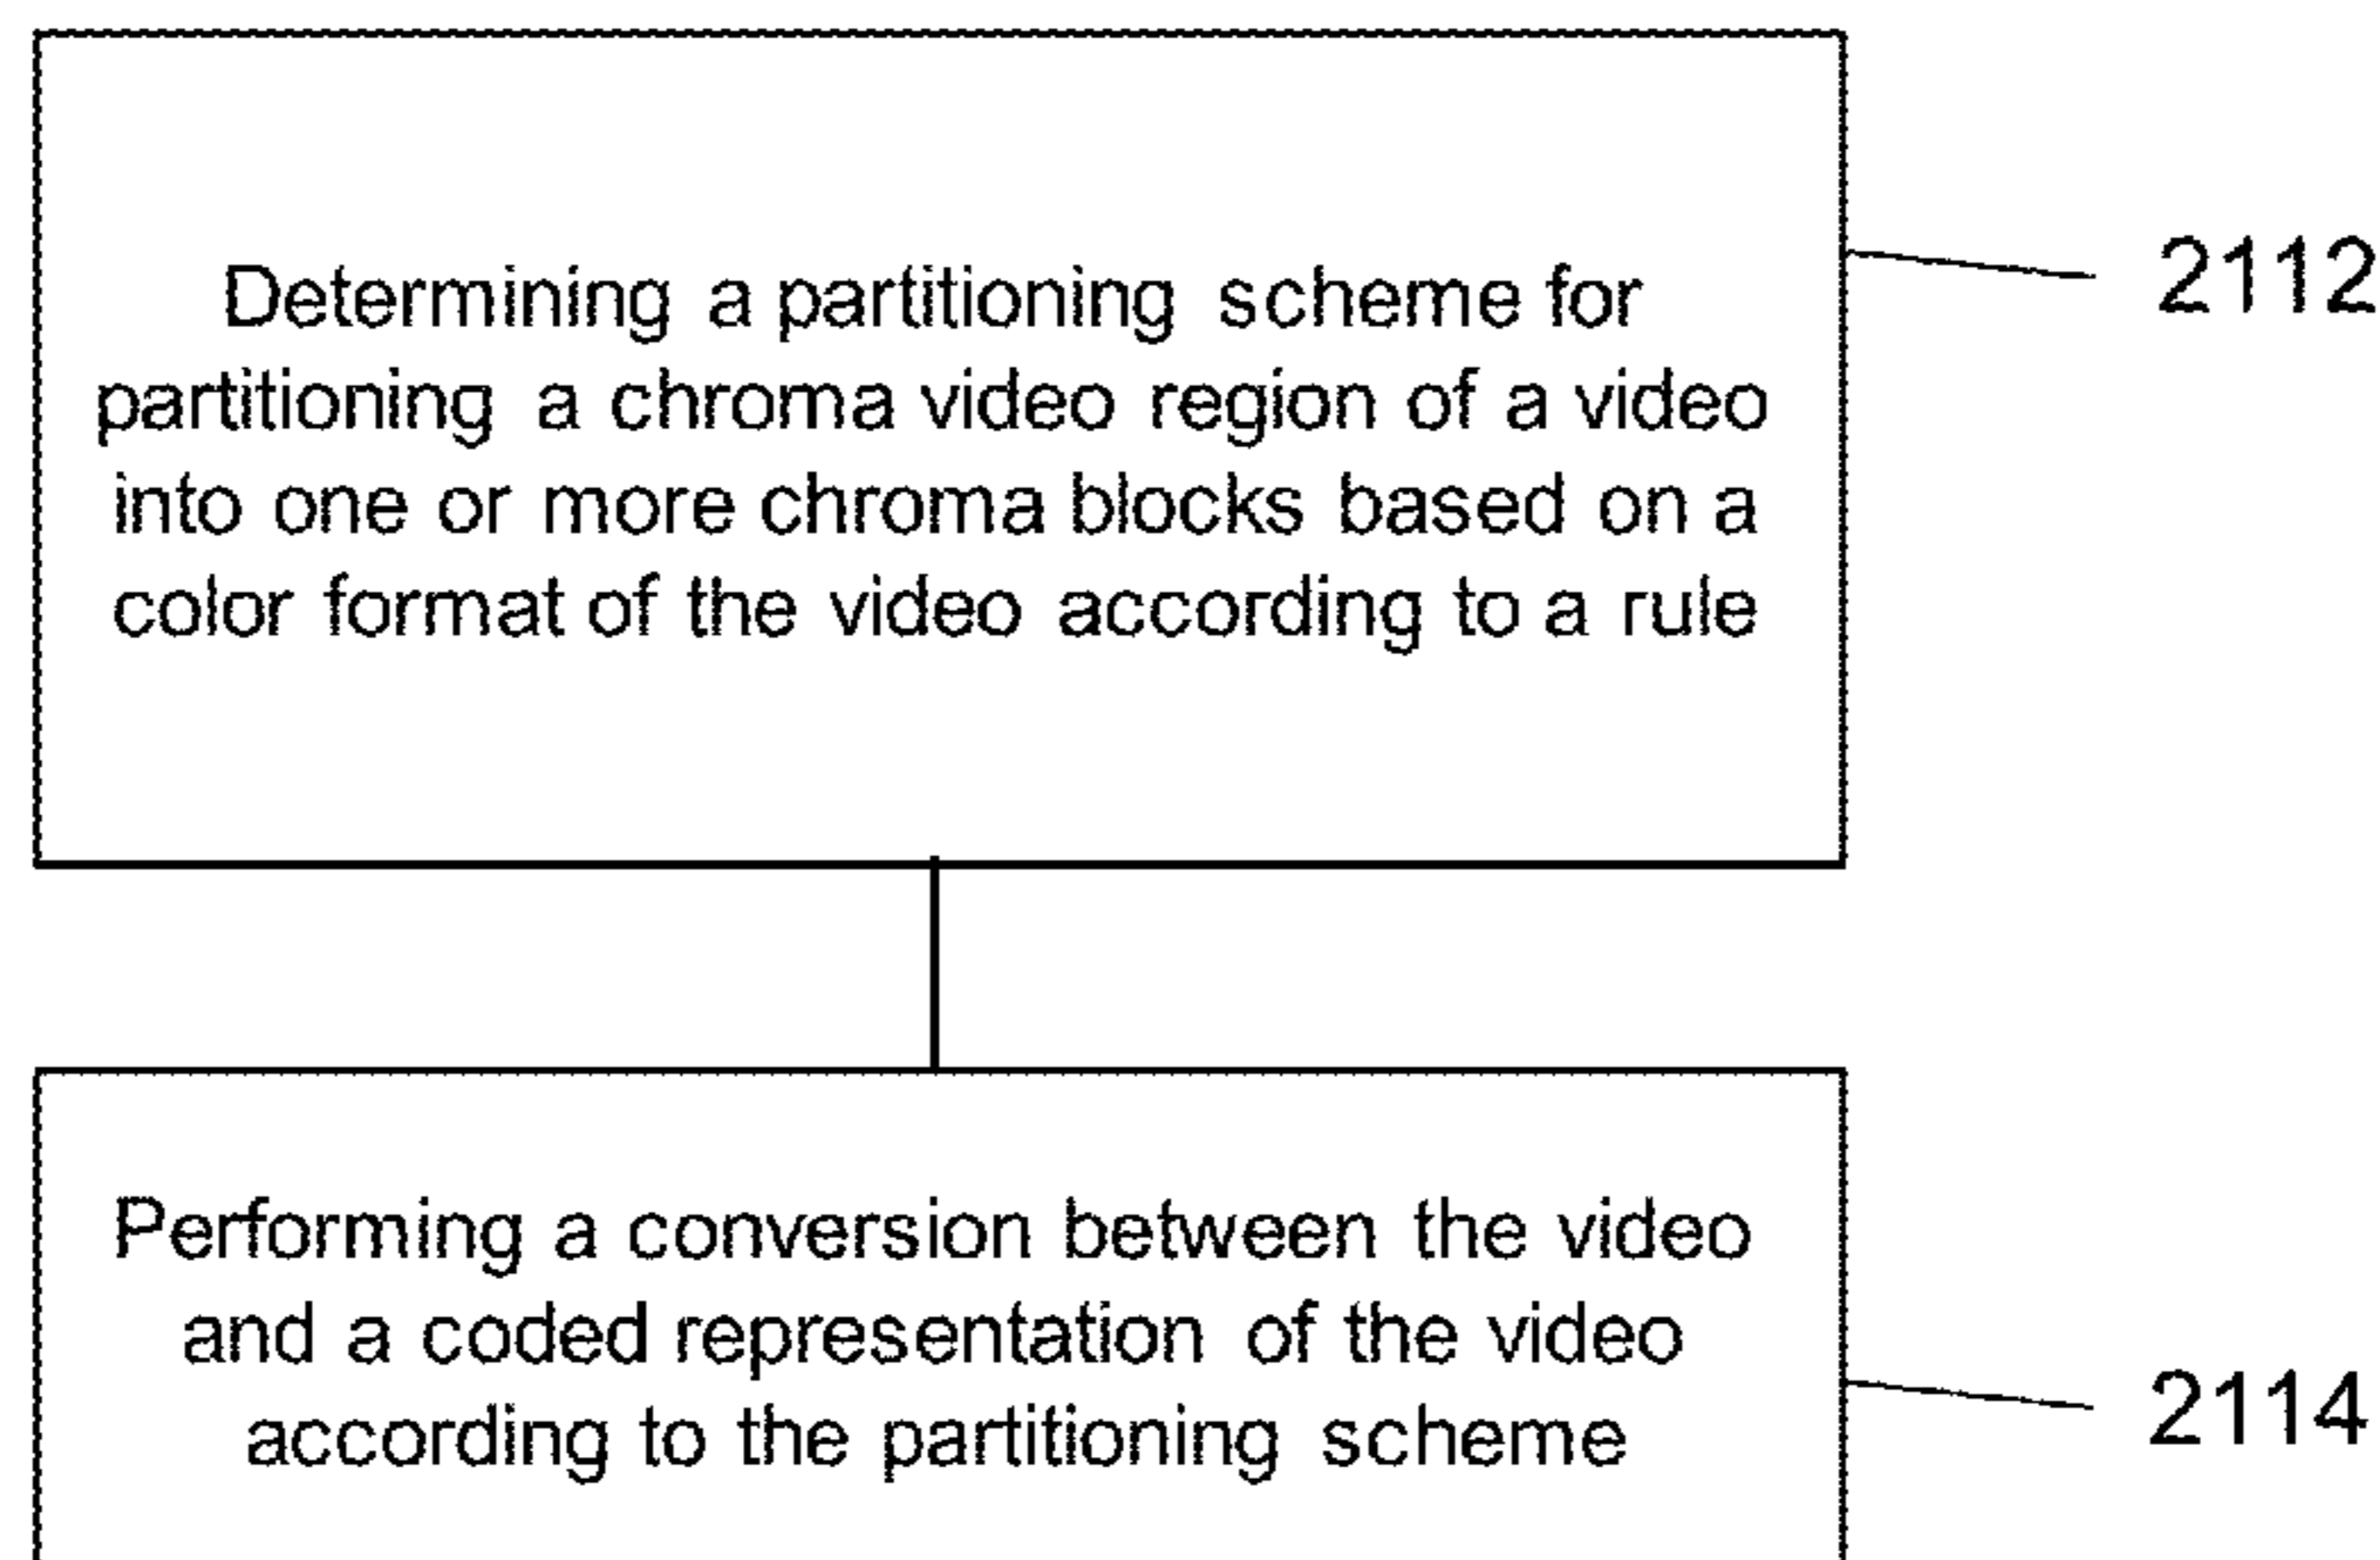 Determining a partitioning scheme for
partitioning a chroma video region of a video
into one or more chroma blocks based on a
color format of the video according to a rule
2112
Performing a conversion between the video
and a coded representation of the video
according to the partitioning scheme
2114